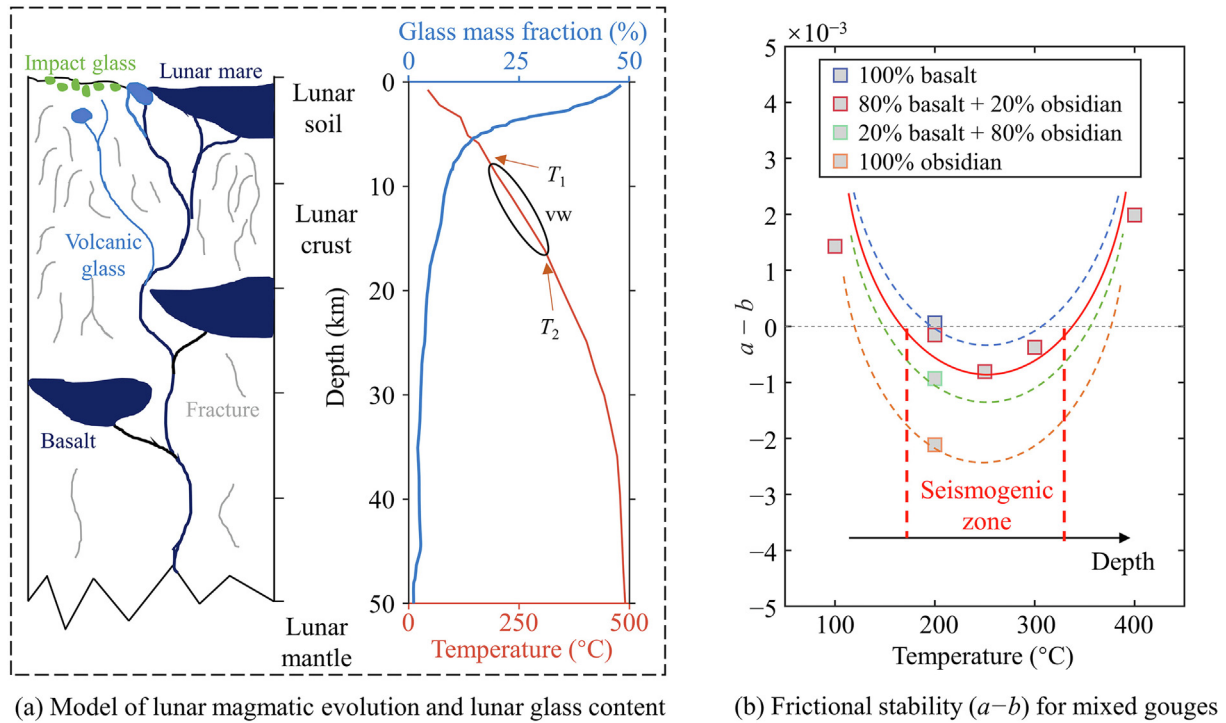 Impact glass
Lunar mare
Lunar
soil
Lunar
crust
Volcanic
glass
Fracture
Basalt
Lunar
mantle
Glass mass fraction (%)
0 25 50
0
10
20
30
40
50
Depth (km)
T1
vw
T2
0 250 500
Temperature (°C)
(a) Model of lunar magmatic evolution and lunar glass content
×10−3
5
4
3
2
1
0
−1
−2
−3
−4
−5
a − b
100% basalt
80% basalt + 20% obsidian
20% basalt + 80% obsidian
100% obsidian
Seismogenic
zone
Depth
100 200 300 400
Temperature (°C)
(b) Frictional stability (a−b) for mixed gouges